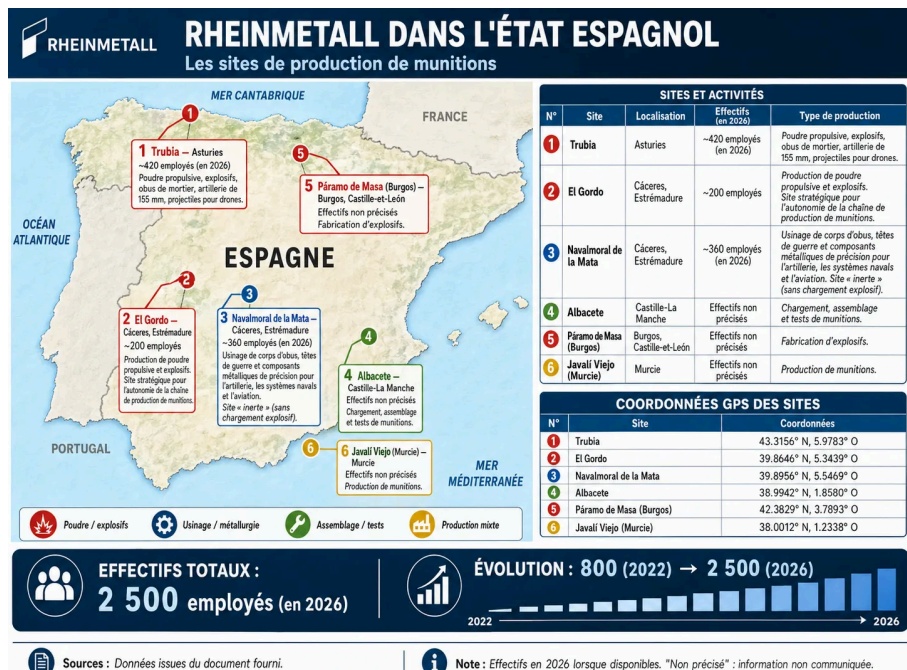 RHEINMETALL
RHEINMETALL DANS L'ÉTAT ESPAGNOL
Les sites de production de munitions
MER CANTABRIQUE
FRANCE
OCÉAN
ATLANTIQUE
ESPAGNE
PORTUGAL
MER
MÉDITERRANÉE
1
1 Trubia – Asturies
~420 employés (en 2026)
Poudre propulsive, explosifs,
obus de mortier, artillerie de
155 mm, projectiles pour drones.
5
5 Páramo de Masa (Burgos) –
Burgos, Castille-et-León
Effectifs non précisés
Fabrication d'explosifs.
2
2 El Gordo –
Cáceres, Estrémadure
~200 employés
Production de poudre
propulsive et explosifs.
Site stratégique pour
l'autonomie de la chaîne
de production de munitions.
3
3 Navalmoral de la Mata –
Cáceres, Estrémadure
~360 employés (en 2026)
Usinage de corps d'obus, têtes
de guerre et composants
métalliques de précision pour
l'artillerie, les systèmes navals
et l'aviation.
Site « inerte » (sans
chargement explosif).
4
4 Albacete –
Castille-La Manche
Effectifs non précisés
Chargement, assemblage
et tests de munitions.
6
6 Javalí Viejo (Murcie) –
Murcie
Effectifs non précisés
Production de munitions.
Poudre / explosifs
Usinage / métallurgie
Assemblage / tests
Production mixte
SITES ET ACTIVITÉS
N° Site Localisation Effectifs (en 2026) Type de production
1 Trubia Asturies ~420 employés (en 2026) Poudre propulsive, explosifs, obus de mortier, artillerie de 155 mm, projectiles pour drones.
2 El Gordo Cáceres, Estrémadure ~200 employés Production de poudre propulsive et explosifs. Site stratégique pour l'autonomie de la chaîne de production de munitions.
3 Navalmoral de la Mata Cáceres, Estrémadure ~360 employés (en 2026) Usinage de corps d'obus, têtes de guerre et composants métalliques de précision pour l'artillerie, les systèmes navals et l'aviation. Site « inerte » (sans chargement explosif).
4 Albacete Castille-La Manche Effectifs non précisés Chargement, assemblage et tests de munitions.
5 Páramo de Masa (Burgos) Burgos, Castille-et-León Effectifs non précisés Fabrication d'explosifs.
6 Javalí Viejo (Murcie) Murcie Effectifs non précisés Production de munitions.
COORDONNÉES GPS DES SITES
N° Site Coordonnées
1 Trubia 43.3156° N, 5.9783° O
2 El Gordo 39.8646° N, 5.3439° O
3 Navalmoral de la Mata 39.8956° N, 5.5469° O
4 Albacete 38.9942° N, 1.8580° O
5 Páramo de Masa (Burgos) 42.3829° N, 3.7893° O
6 Javalí Viejo (Murcie) 38.0012° N, 1.2338° O
EFFECTIFS TOTAUX :
2 500 employés (en 2026)
ÉVOLUTION : 800 (2022) → 2 500 (2026)
2022
2026
Sources : Données issues du document fourni.
Note : Effectifs en 2026 lorsque disponibles. "Non précisé" : information non communiquée.